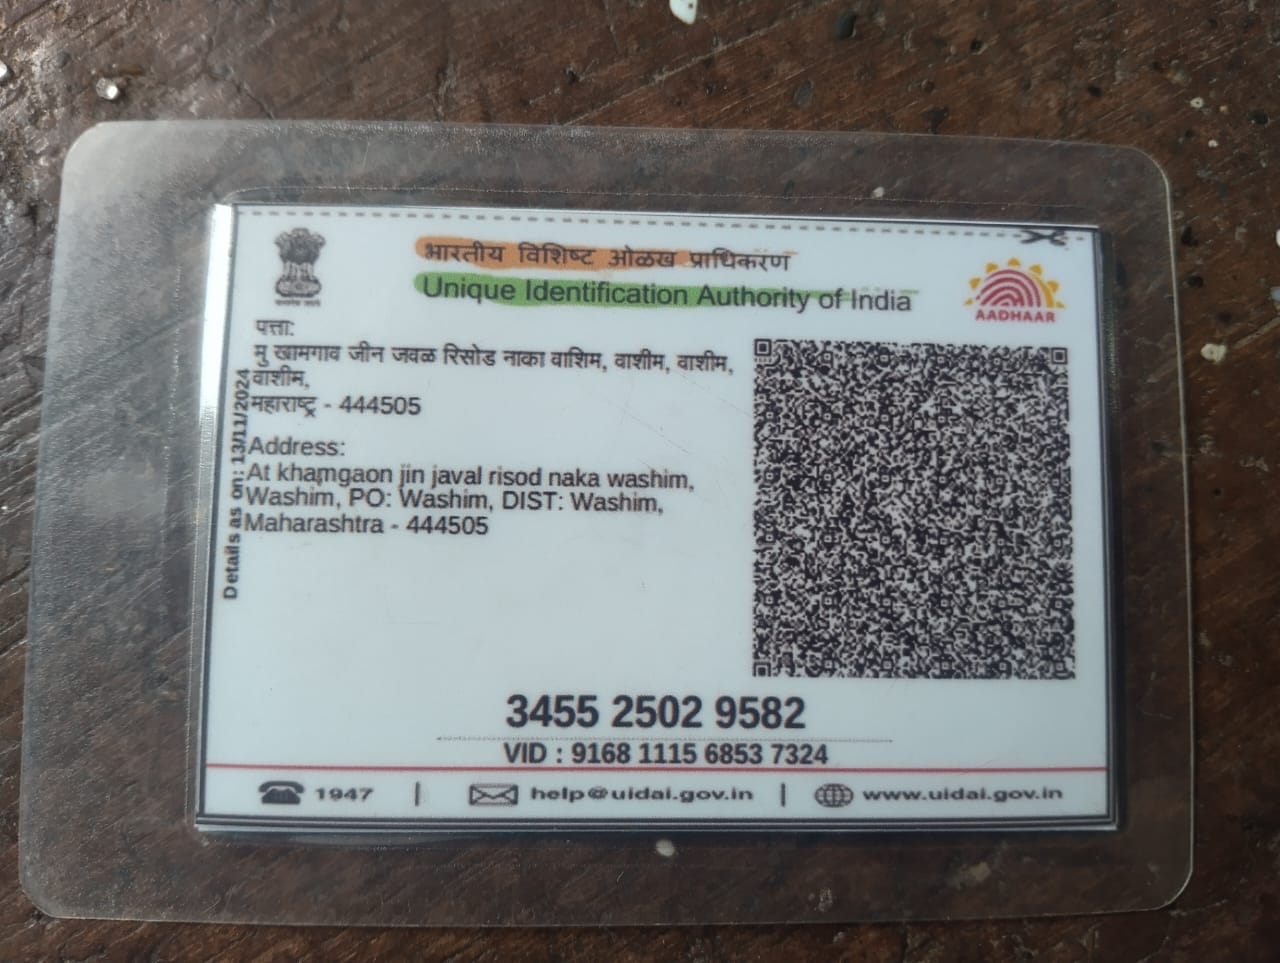 भारतीय विशिष्ट ओळख प्राधिकरण
Unique Identification Authority of India
AADHAAR
पत्ता:
मु खामगाव जीन जवळ रिसोड नाका वाशिम, वाशीम, वाशीम,
वाशीम,
महाराष्ट्र - 444505
Address:
At khamgaon jin javal risod naka washim,
Washim, PO: Washim, DIST: Washim,
Maharashtra - 444505
Details as on: 13/11/2024
3455 2502 9582
VID : 9168 1115 6853 7324
1947 | help@uidai.gov.in | www.uidai.gov.in